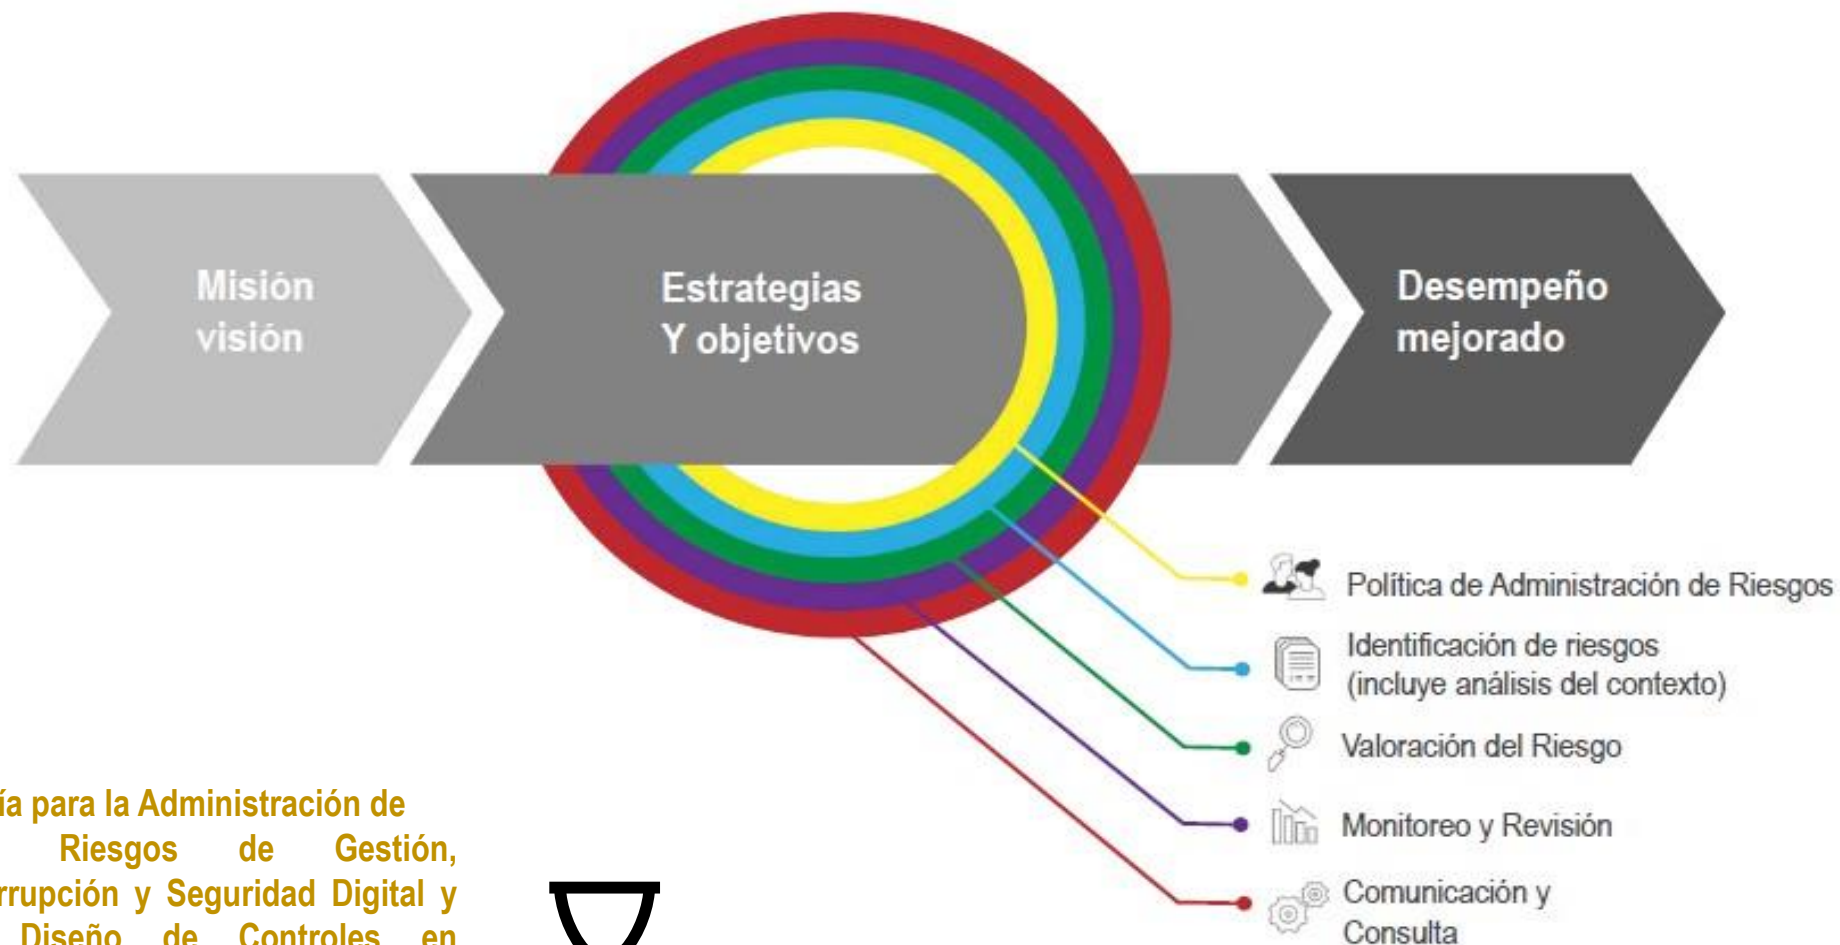 Misión
visión
Estrategias
Y objetivos
Desempeño
mejorado
Política de Administración de Riesgos
Identificación de riesgos
(incluye análisis del contexto)
Valoración del Riesgo
Monitoreo y Revisión
Comunicación y
Consulta
ía para la Administración de
Riesgos de Gestión,
rrupción y Seguridad Digital y
Diseño de Controles en